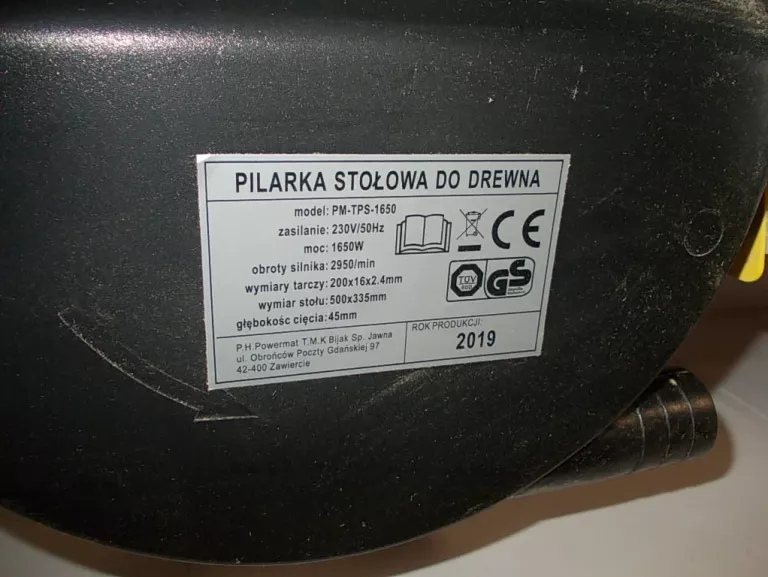 PILARKA STOŁOWA DO DREWNA
model: PM-TPS-1650
zasilanie: 230V/50Hz
moc: 1650W
obroty silnika: 2950/min
wymiary tarczy: 200x16x2.4mm
wymiar stołu: 500x335mm
głębokość cięcia: 45mm
CE
TÜV
GS
P.H.Powermat T.M.K Bijak Sp. Jawna
ul. Obrońców Poczty Gdańskiej 97
42-400 Zawiercie
ROK PRODUKCJI:
2019